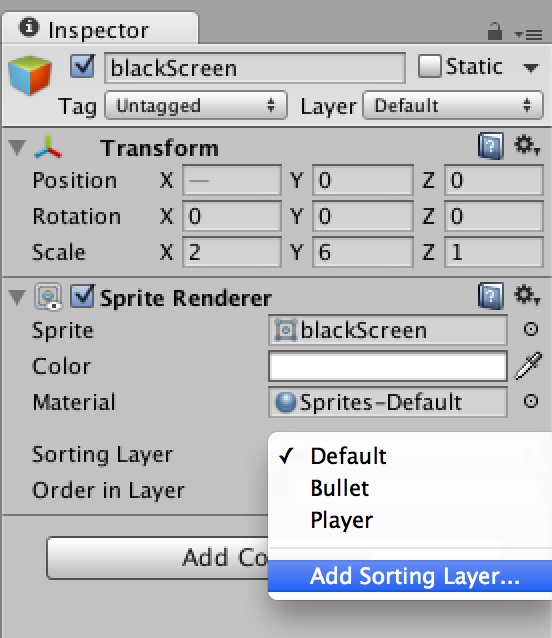 Inspector
blackScreen Static
Tag Untagged Layer Default
Transform
Position X — Y 0 Z 0
Rotation X 0 Y 0 Z 0
Scale X 2 Y 6 Z 1
Sprite Renderer
Sprite blackScreen
Color
Material Sprites-Default
Sorting Layer ✓ Default
Bullet
Order in Layer
Player
Add Co
Add Sorting Layer...